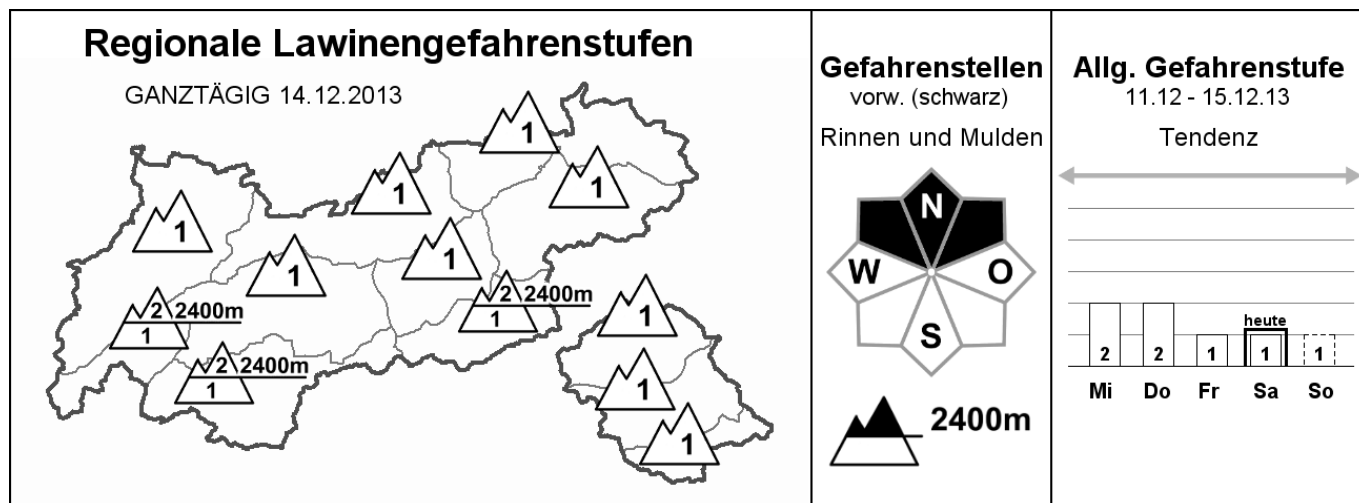 Regionale Lawinengefahrenstufen
GANZTÄGIG 14.12.2013
1
1
1
1
1
1
2 2400m
1
2 2400m
1
2 2400m
1
1
1
1
Gefahrenstellen
vorw. (schwarz)
Rinnen und Mulden
N
W O
S
2400m
Allg. Gefahrenstufe
11.12 - 15.12.13
Tendenz
heute
2 2 1 1 1
Mi Do Fr Sa So